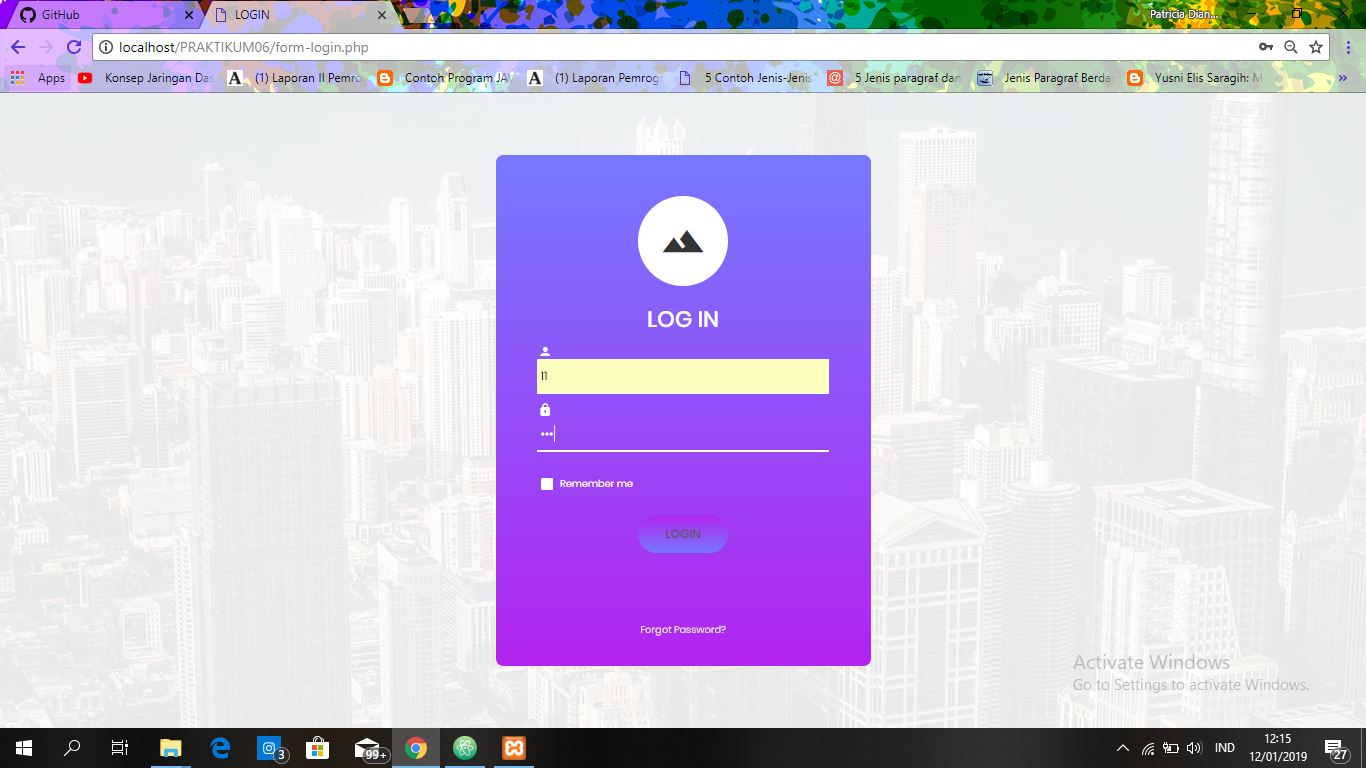 GitHub
LOGIN
Patricia Dian...
localhost/PRAKTIKUM06/form-login.php
Apps
Konsep Jaringan Das
(1) Laporan II Pemro
Contoh Program JAV
(1) Laporan Pemrog
5 Contoh Jenis-Jenis
5 Jenis paragraf dan
Jenis Paragraf Berdas
Yusni Elis Saragih: M
LOG IN
11
Remember me
LOGIN
Forgot Password?
Activate Windows
Go to Settings to activate Windows.
3
99+
IND
12:15
12/01/2019
27